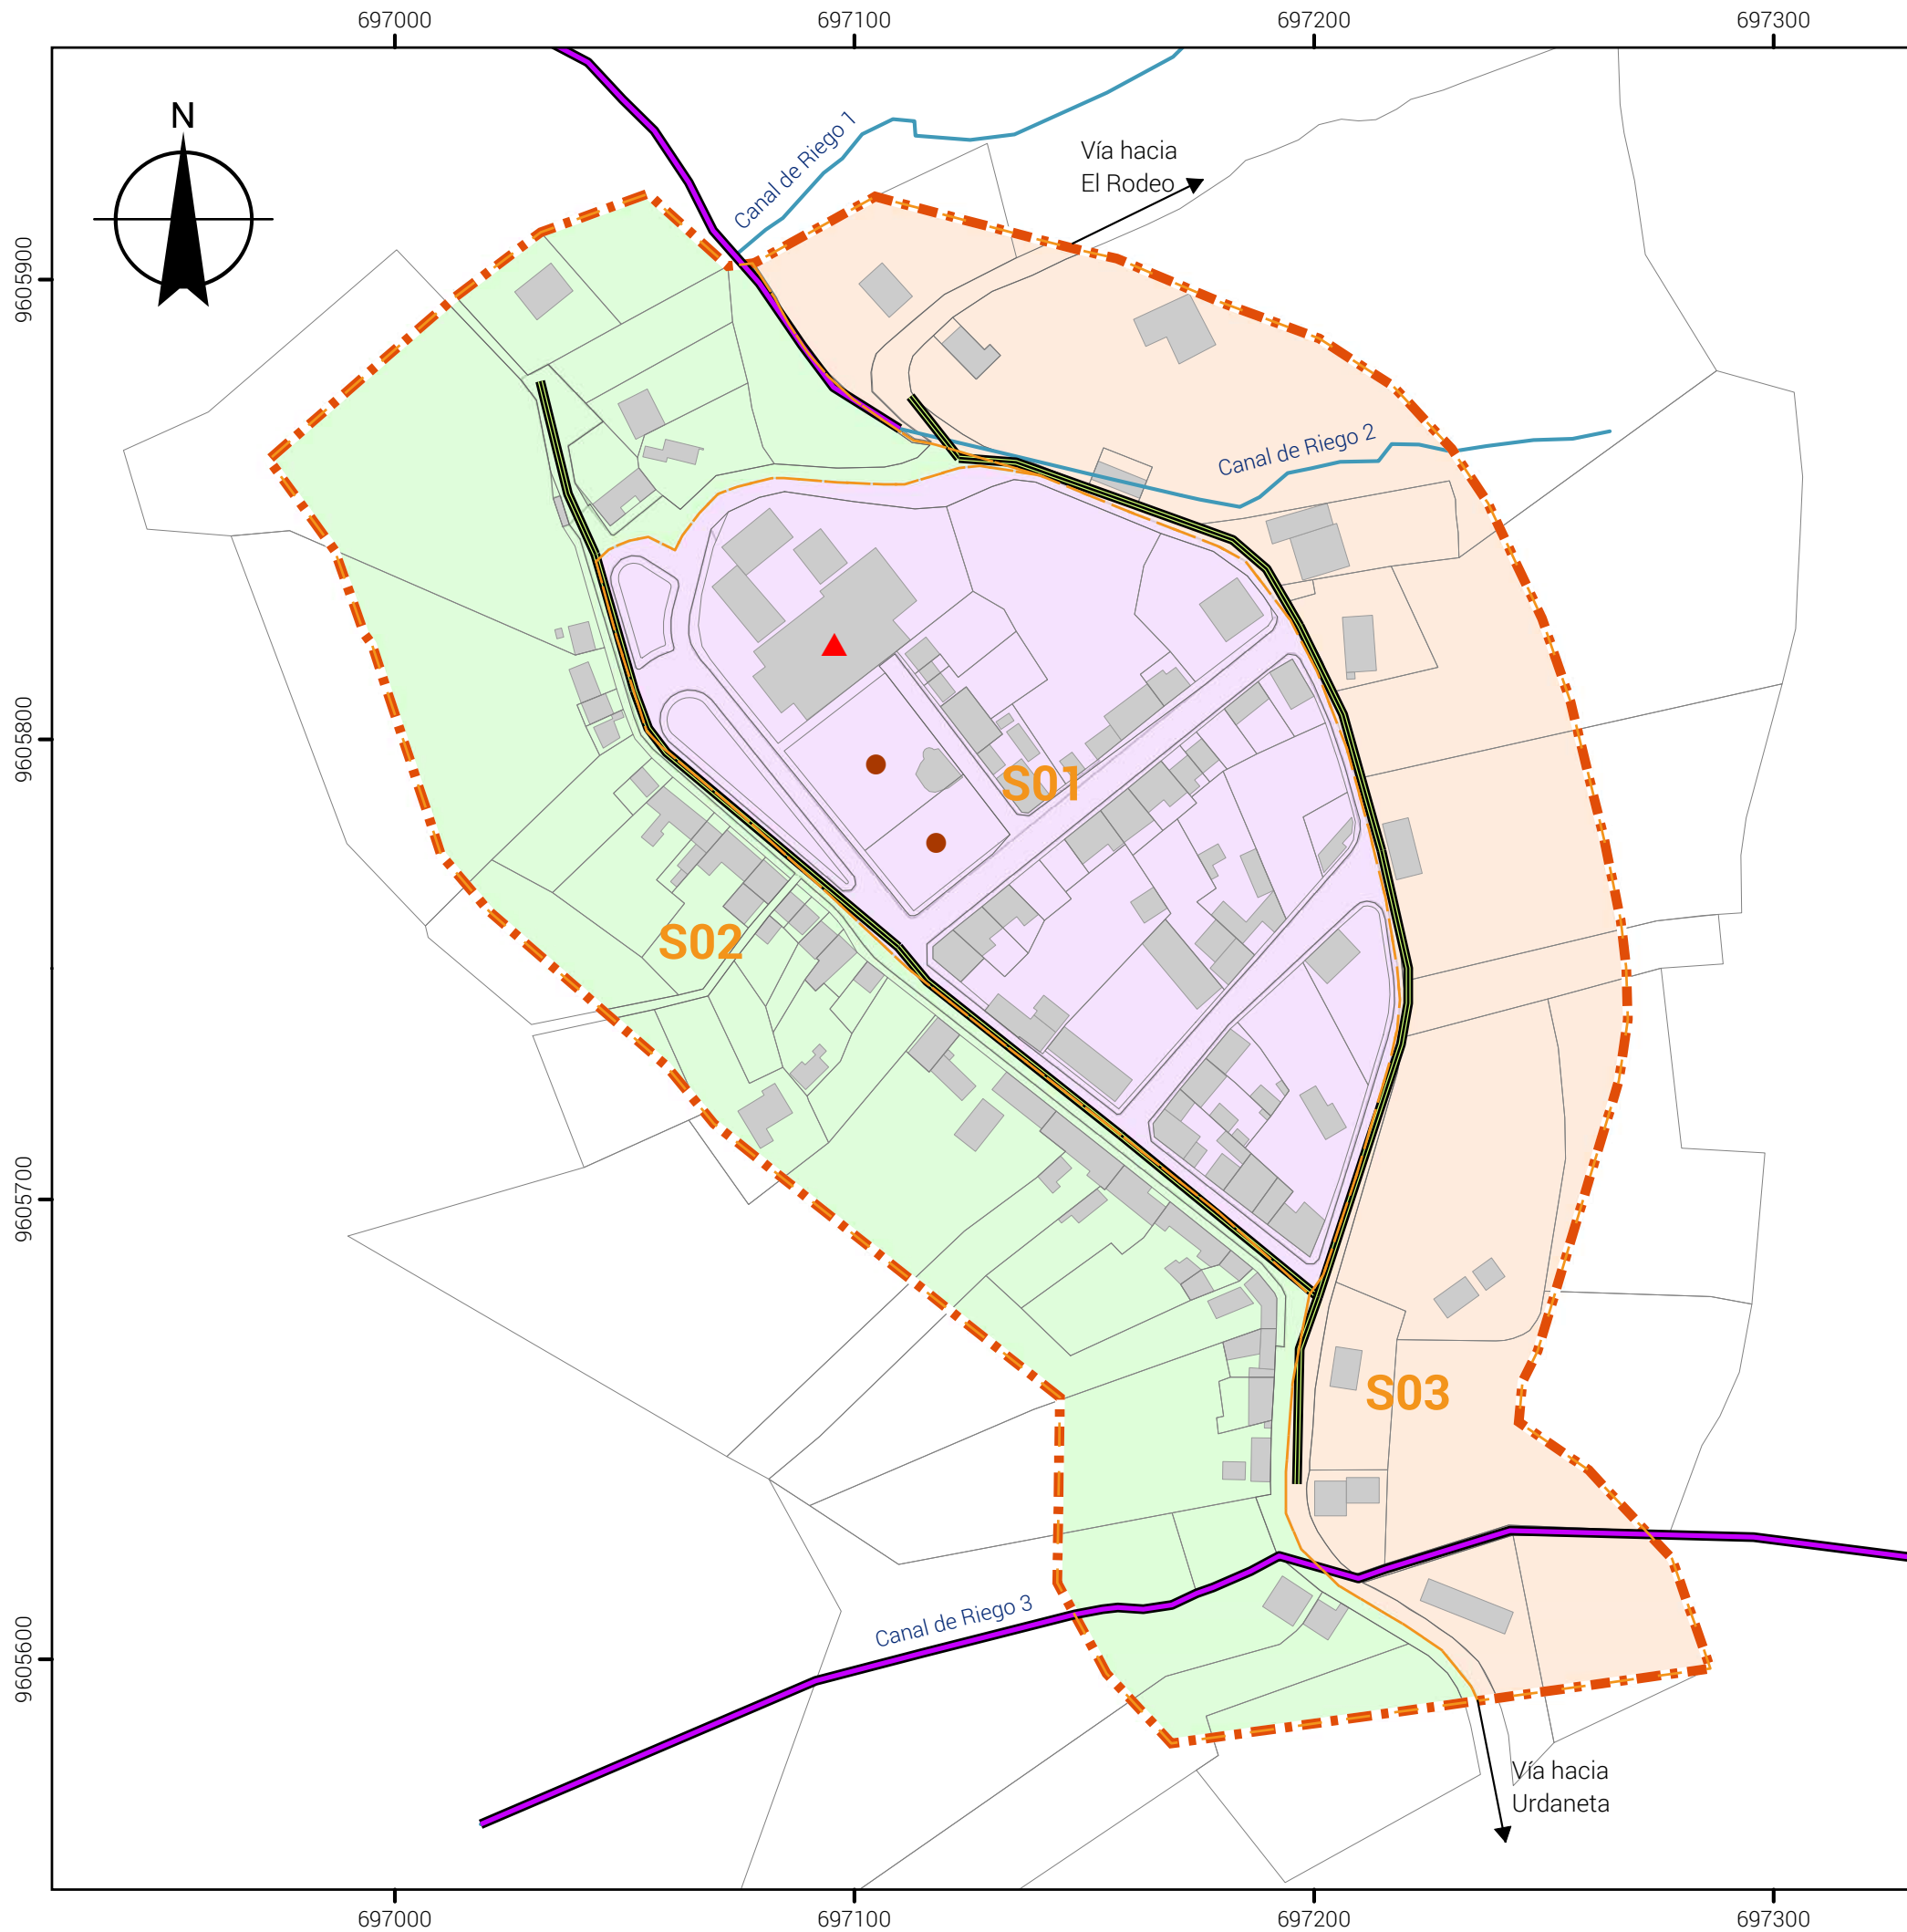 697000
697100
697200
697300
N
Canal de Riego 1
Vía hacia
El Rodeo
9605900
Canal de Riego 2
9605800
S01
S02
9605700
S03
Canal de Riego 3
9605600
Vía hacia
Urdaneta
697000
697100
697200
697300